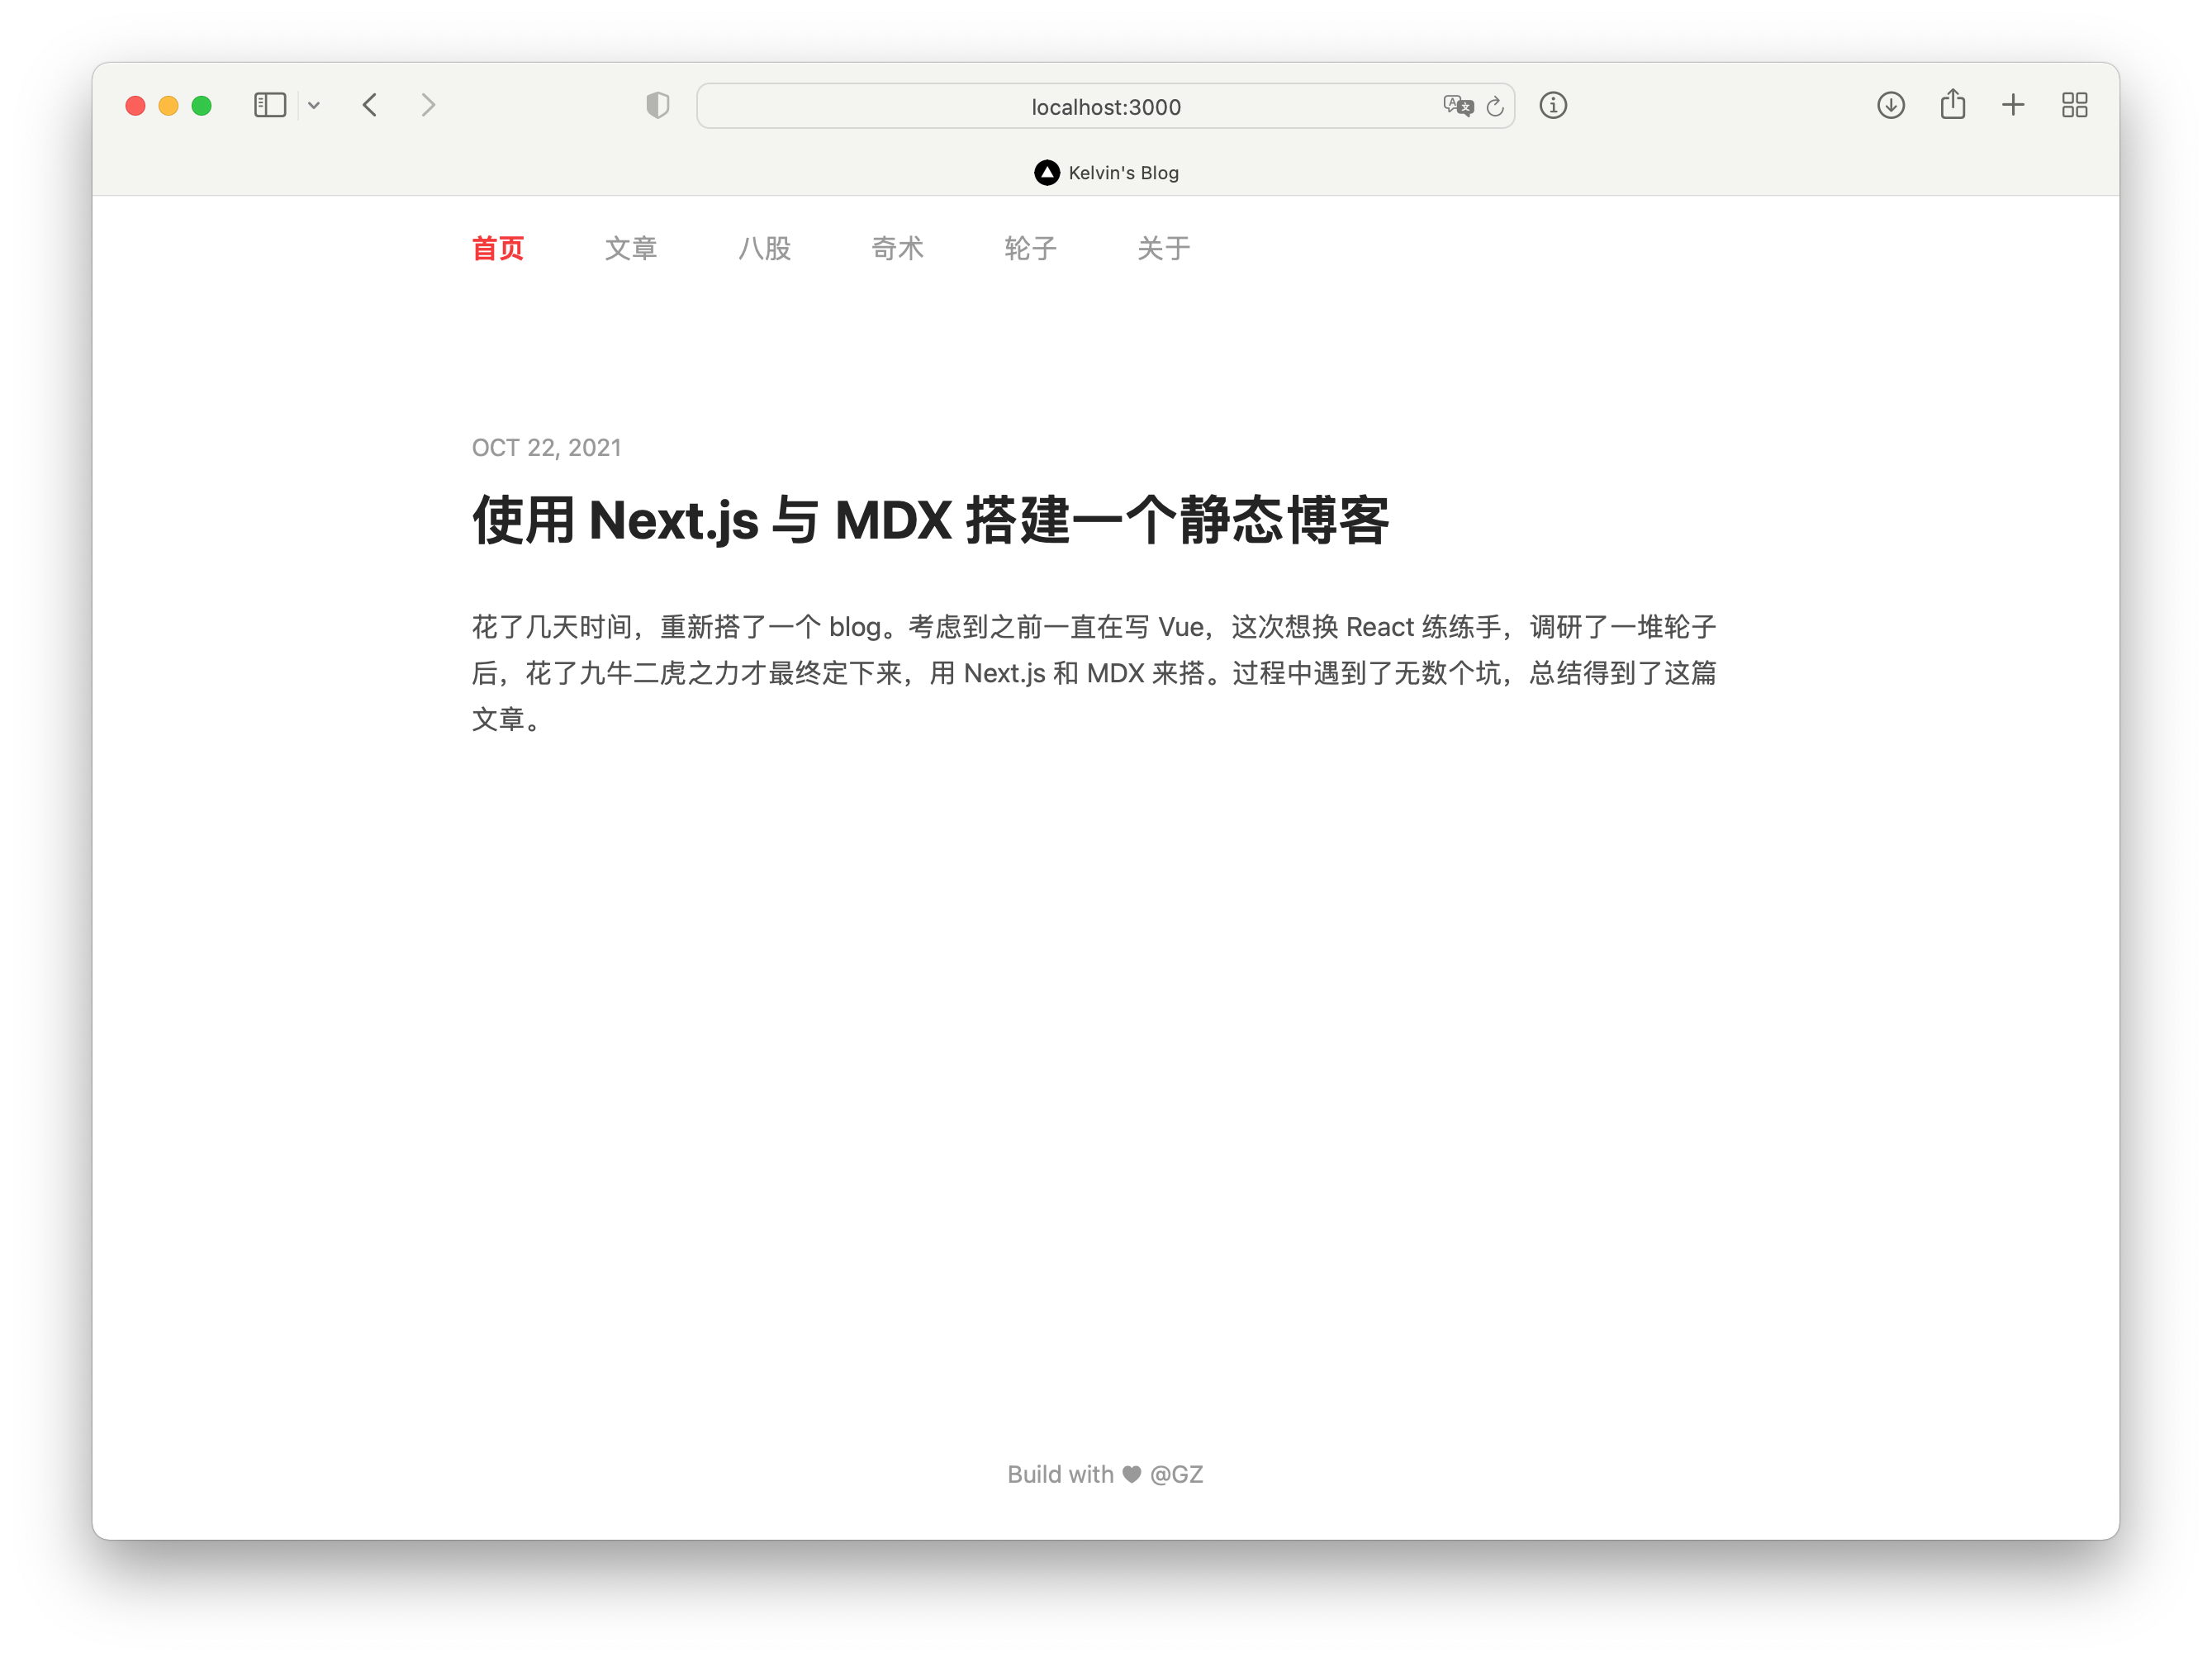 localhost:3000
Kelvin's Blog
首页 文章 八股 奇术 轮子 关于
OCT 22, 2021
使用 Next.js 与 MDX 搭建一个静态博客
花了几天时间，重新搭了一个 blog。考虑到之前一直在写 Vue，这次想换 React 练练手，调研了一堆轮子
后，花了九牛二虎之力才最终定下来，用 Next.js 和 MDX 来搭。过程中遇到了无数个坑，总结得到了这篇
文章。
Build with ♥ @GZ